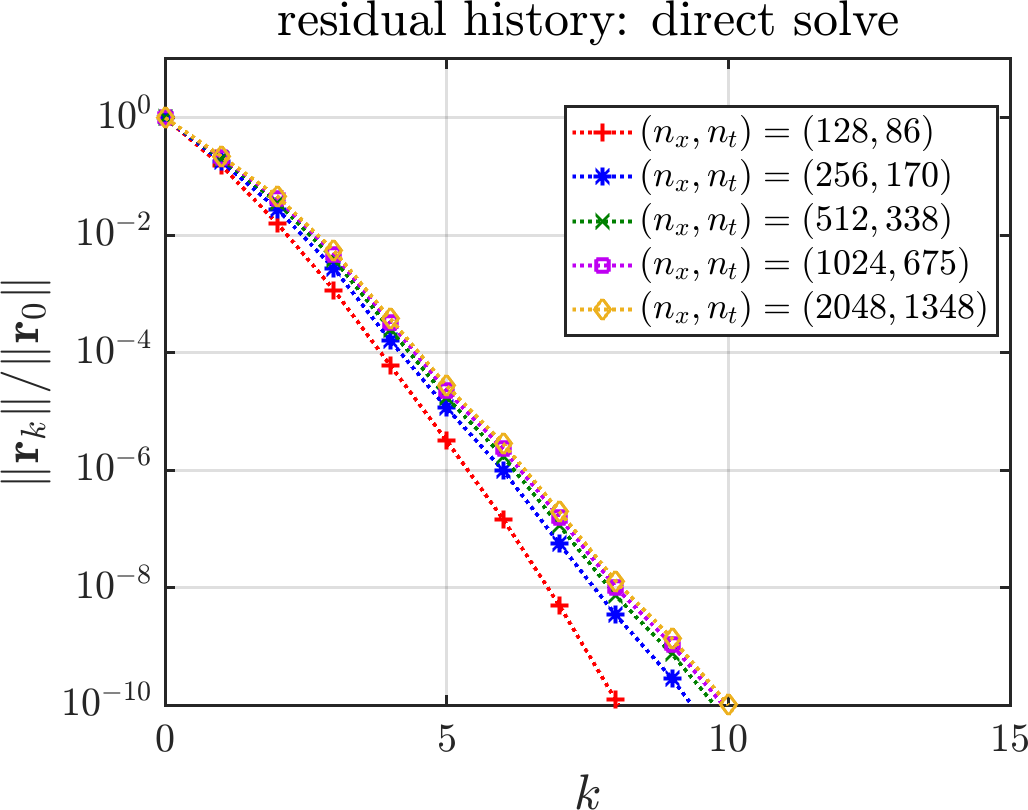 residual history: direct solve
‖r_k‖/‖r_0‖
10^0
10^{-2}
10^{-4}
10^{-6}
10^{-8}
10^{-10}
(n_x, n_t) = (128, 86)
(n_x, n_t) = (256, 170)
(n_x, n_t) = (512, 338)
(n_x, n_t) = (1024, 675)
(n_x, n_t) = (2048, 1348)
0
5
10
15
k